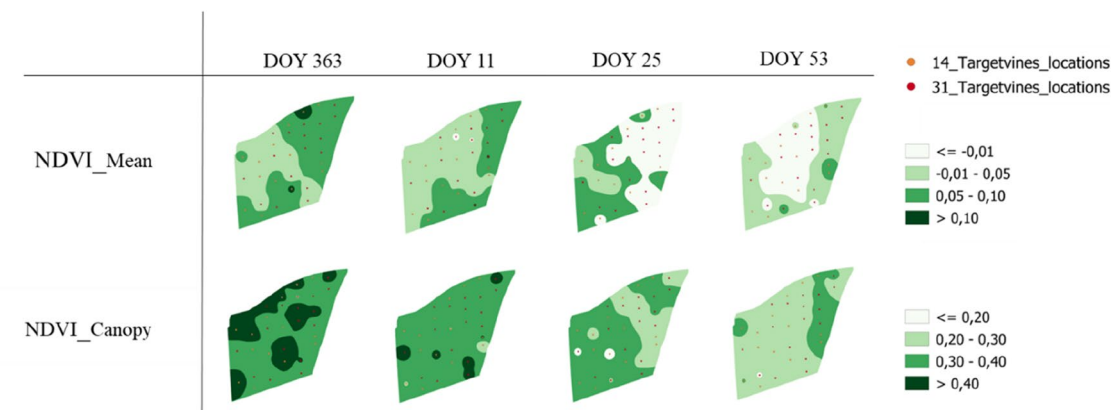 DOY 363 DOY 11 DOY 25 DOY 53
14_Targetvines_locations
31_Targetvines_locations
NDVI_Mean
<= -0,01
-0,01 - 0,05
0,05 - 0,10
> 0,10
NDVI_Canopy
<= 0,20
0,20 - 0,30
0,30 - 0,40
> 0,40